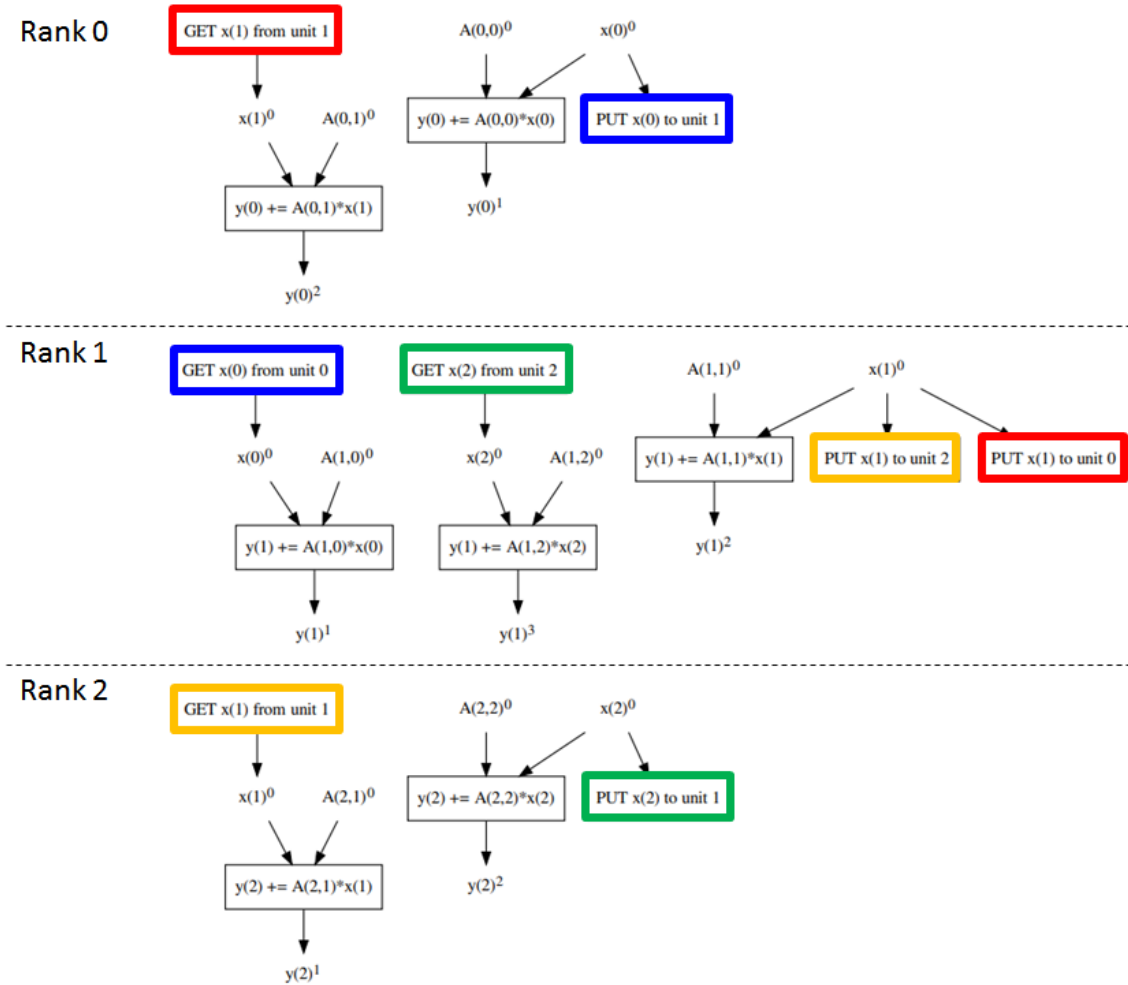 Rank 0
GET x(1) from unit 1
A(0,0)⁰
x(0)⁰
x(1)⁰
A(0,1)⁰
y(0) += A(0,0)*x(0)
PUT x(0) to unit 1
y(0) += A(0,1)*x(1)
y(0)¹
y(0)²
Rank 1
GET x(0) from unit 0
GET x(2) from unit 2
A(1,1)⁰
x(1)⁰
x(0)⁰
A(1,0)⁰
x(2)⁰
A(1,2)⁰
y(1) += A(1,1)*x(1)
PUT x(1) to unit 2
PUT x(1) to unit 0
y(1) += A(1,0)*x(0)
y(1) += A(1,2)*x(2)
y(1)²
y(1)¹
y(1)³
Rank 2
GET x(1) from unit 1
A(2,2)⁰
x(2)⁰
x(1)⁰
A(2,1)⁰
y(2) += A(2,2)*x(2)
PUT x(2) to unit 1
y(2) += A(2,1)*x(1)
y(2)²
y(2)¹